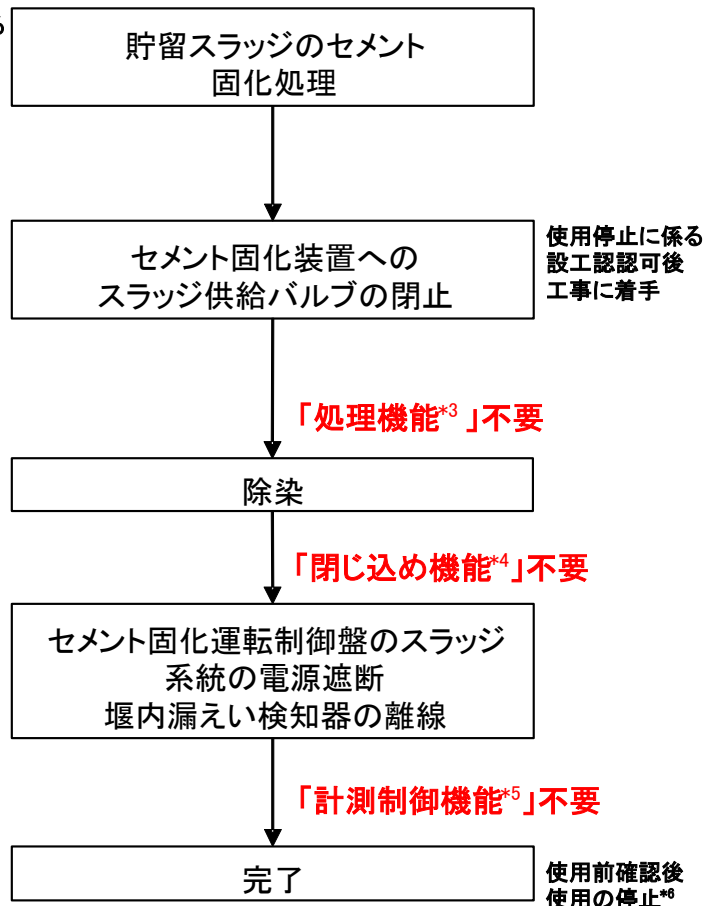 貯留スラッジのセメント
固化処理
セメント固化装置への
スラッジ供給バルブの閉止
使用停止に係る
設工認認可後
工事に着手
「処理機能*3 」不要
除染
「閉じ込め機能*4」不要
セメント固化運転制御盤のスラッジ
系統の電源遮断
堰内漏えい検知器の離線
「計測制御機能*5」不要
完了
使用前確認後
使用の停止*6